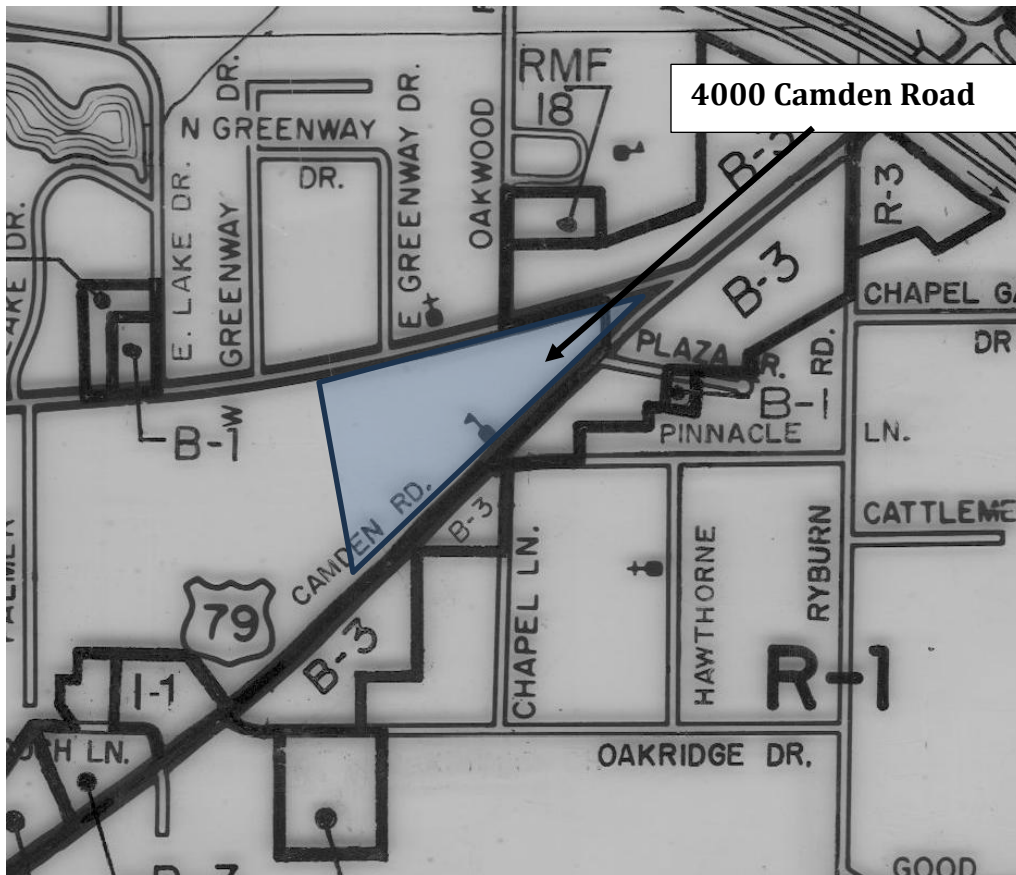 RMF
18
4000 Camden Road
N GREENWAY
DR.
DR.
E. LAKE DR.
GREENWAY
W
E GREENWAY DR.
OAKWOOD
LAKE DR.
B-3
R-3
B-3
CHAPEL
DR
PLAZA DR.
RD.
B-1
B-1
PINNACLE
LN.
CAMDEN RD.
B-3
CATTLEME
79
B-3
CHAPEL LN.
HAWTHORNE
RYBURN
R-1
I-1
LN.
OAKRIDGE DR.
GOOD